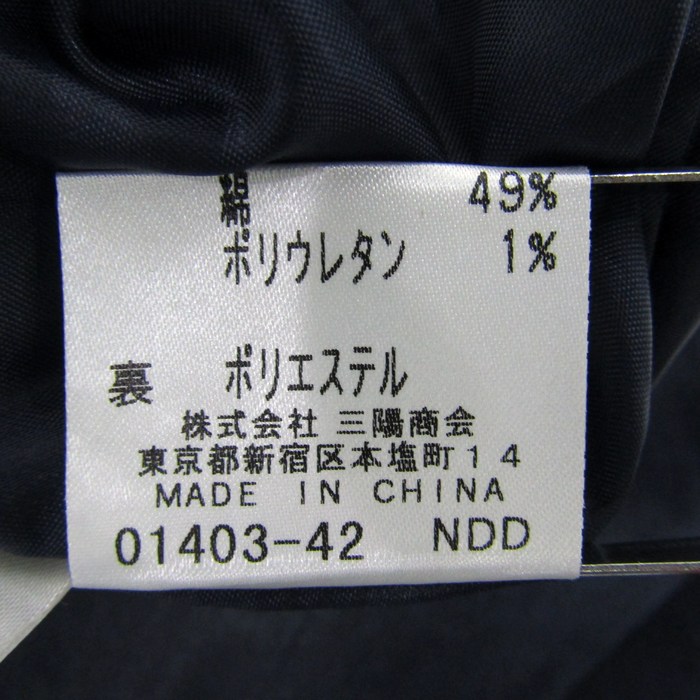 綿 49%
ポリウレタン 1%
裏 ポリエステル
株式会社 三陽商会
東京都新宿区本塩町14
MADE IN CHINA
01403-42 NDD